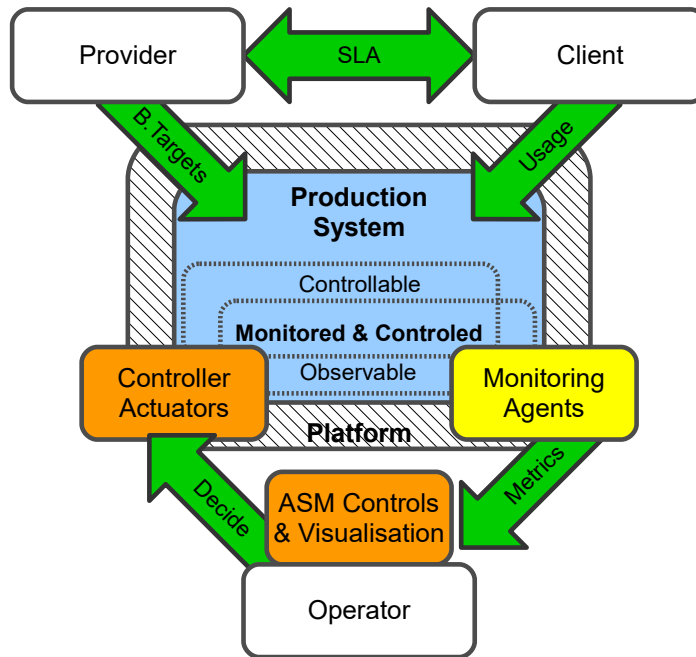 Provider
SLA
Client
B.Targets
Usage
Production
System
Controllable
Monitored & Controled
Observable
Controller
Actuators
Monitoring
Agents
Platform
Decide
Metrics
ASM Controls
& Visualisation
Operator